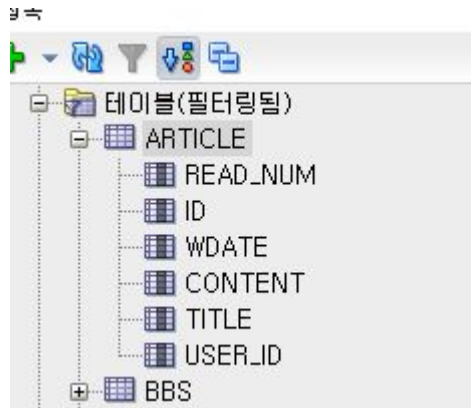 테이블(필터링됨)
ARTICLE
READ_NUM
ID
WDATE
CONTENT
TITLE
USER_ID
BBS